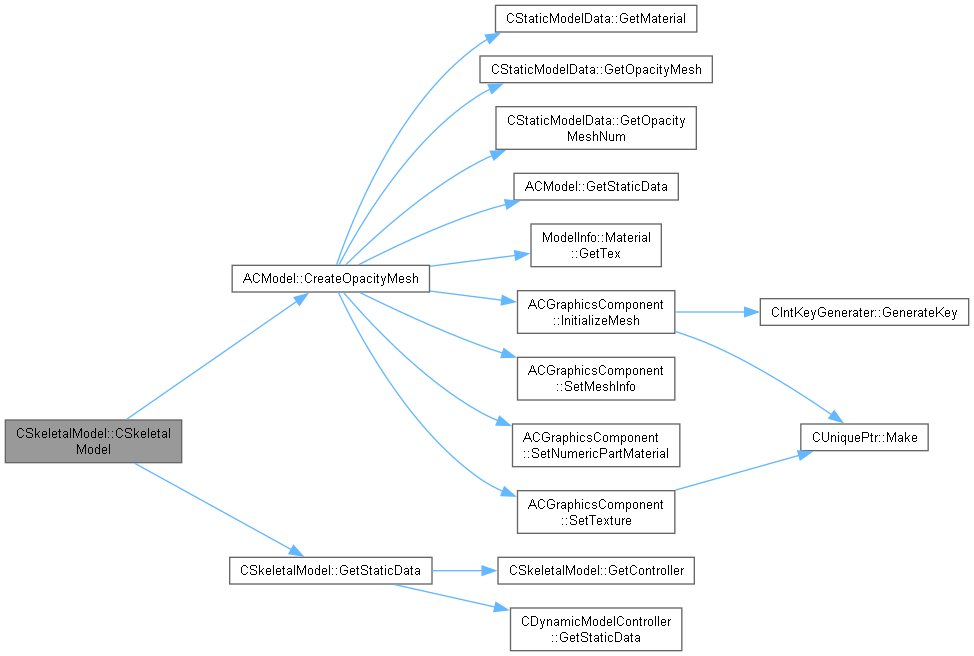 CStaticModelData::GetMaterial
CStaticModelData::GetOpacityMesh
CStaticModelData::GetOpacity
MeshNum
ACModel::GetStaticData
ModelInfo::Material
::GetTex
ACModel::CreateOpacityMesh
ACGraphicsComponent
::InitializeMesh
CIntKeyGenerater::GenerateKey
ACGraphicsComponent
::SetMeshInfo
CSkeletalModel::CSkeletal
Model
ACGraphicsComponent
::SetNumericPartMaterial
CUniquePtr::Make
ACGraphicsComponent
::SetTexture
CSkeletalModel::GetStaticData
CSkeletalModel::GetController
CDynamicModelController
::GetStaticData